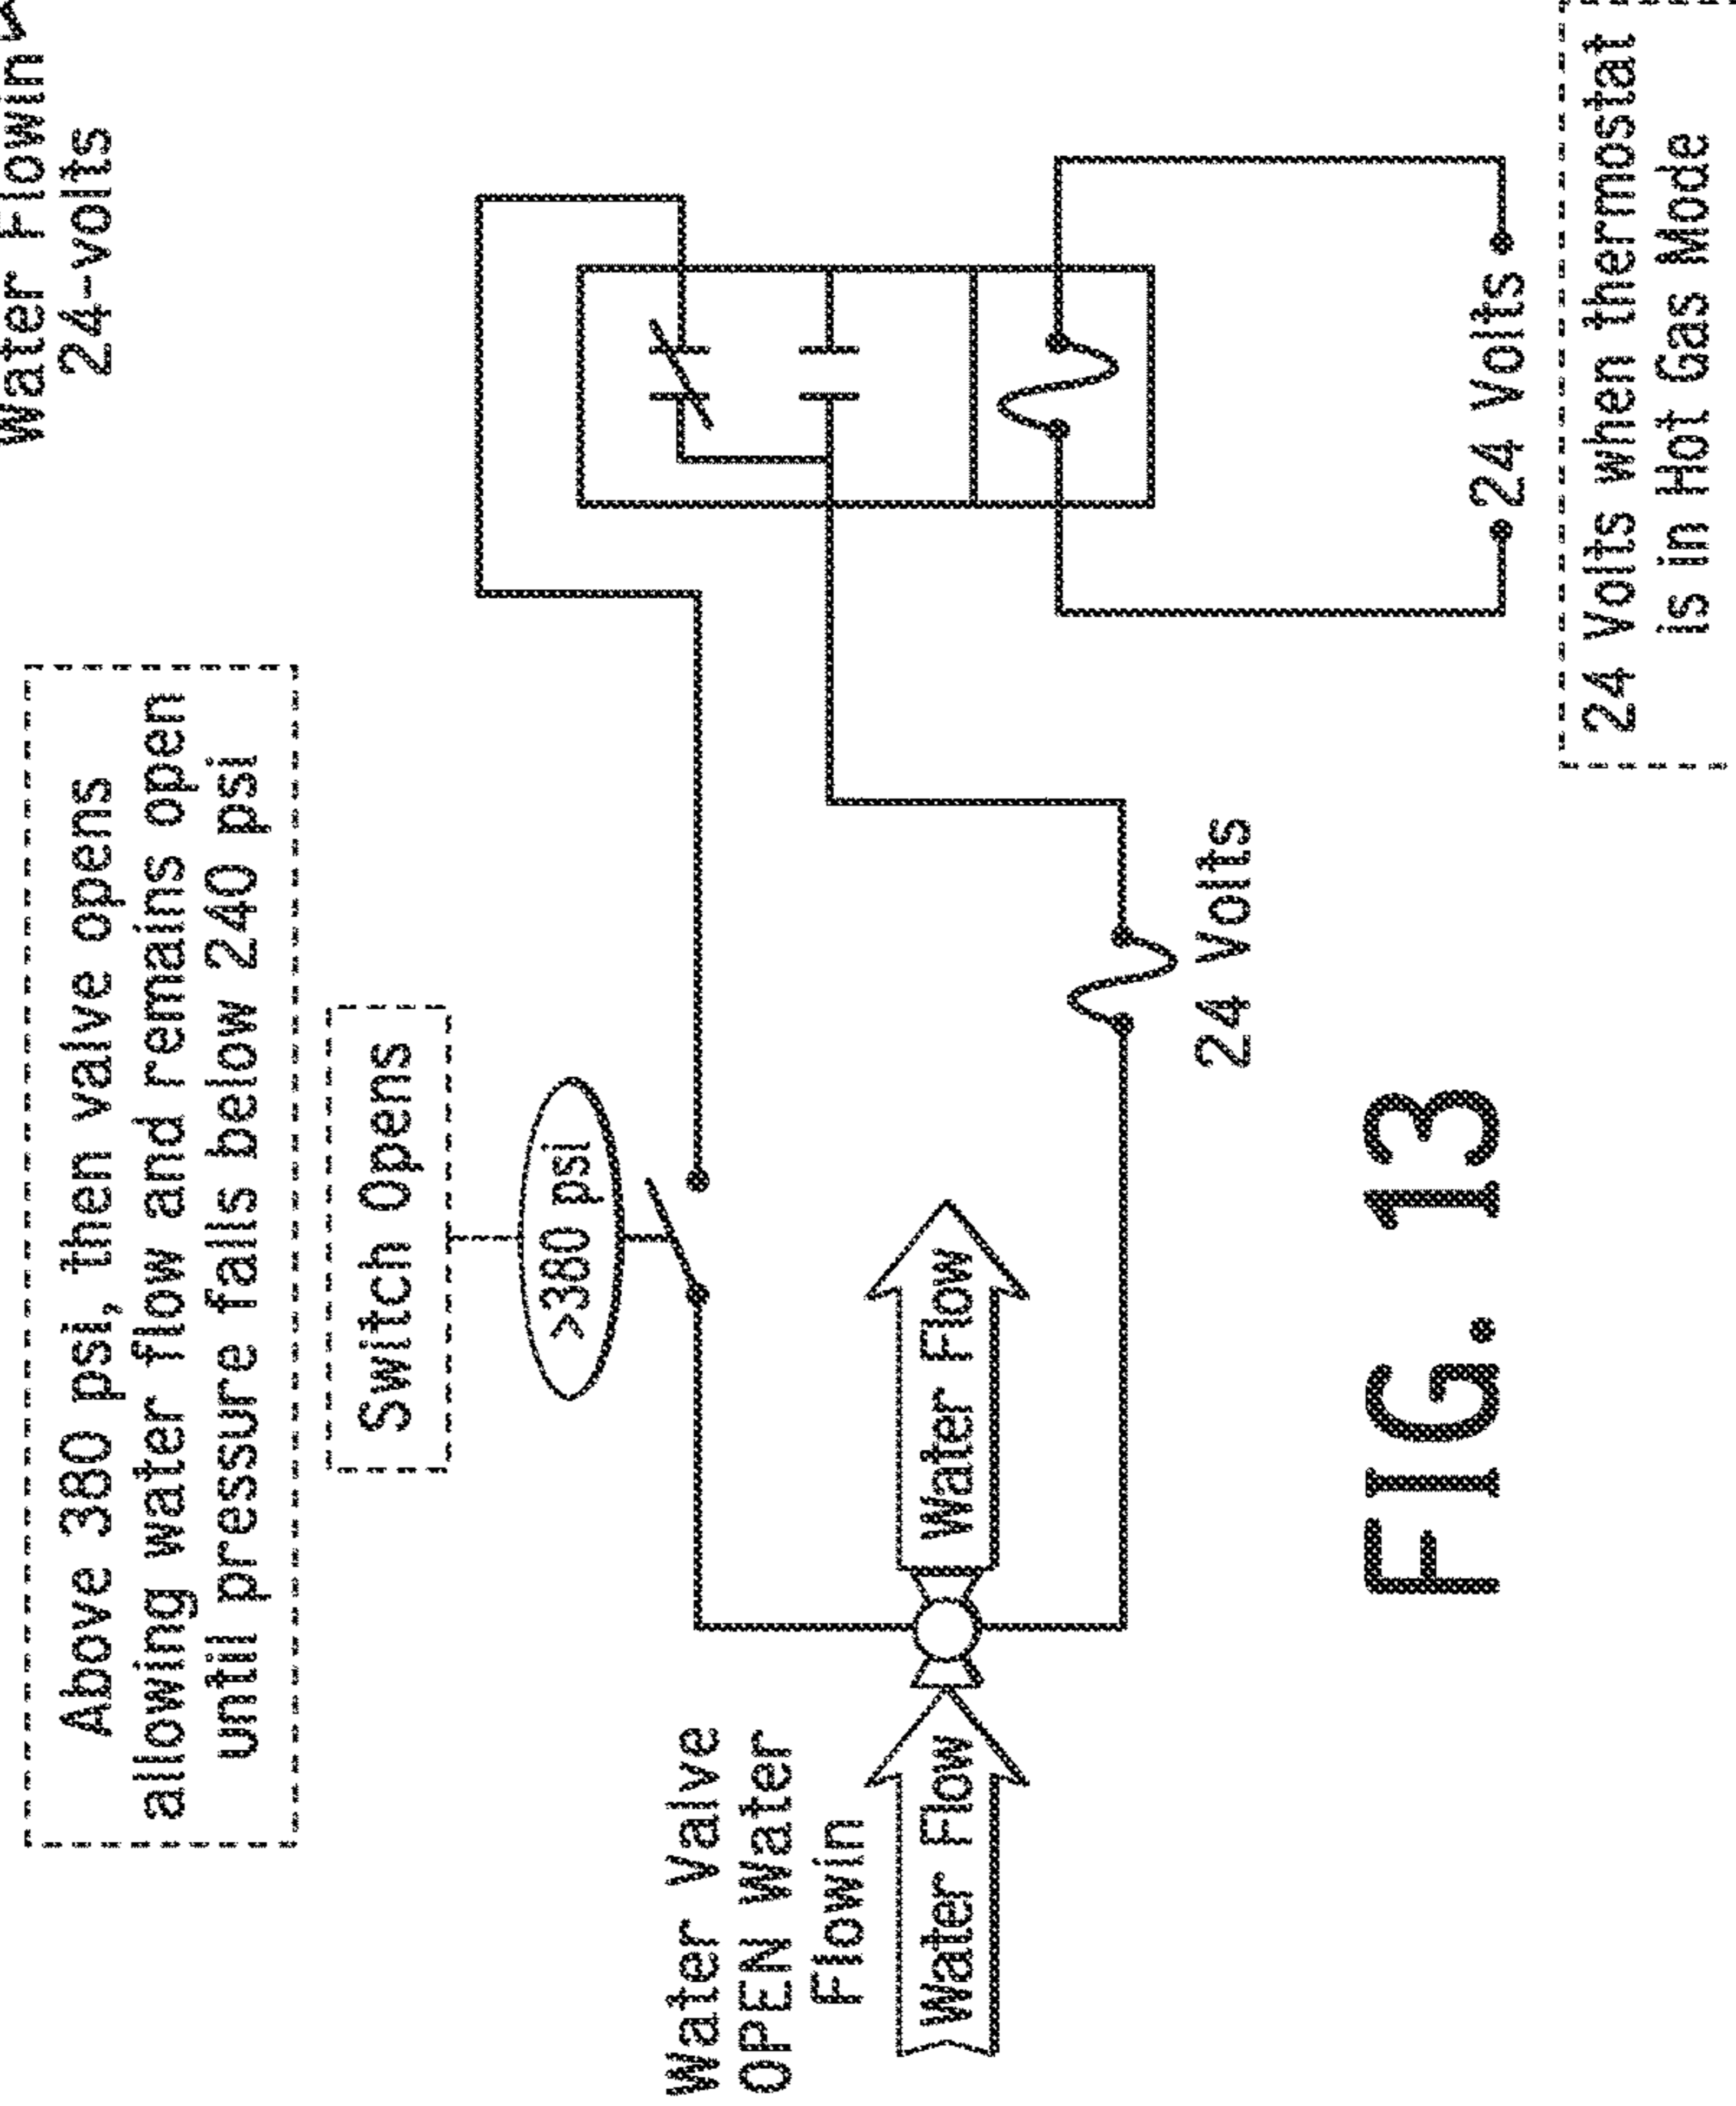 Water Flowin
24-volts
Above 380 psi, then valve opens
allowing water flow and remains open
until pressure falls below 240 psi
Switch Opens
>380 psi
Water Valve
OPEN Water
Flowin
Water Flow
Water Flow
24 Volts
24 Volts
24 Volts when thermostat
is in Hot Gas Mode
FIG. 13